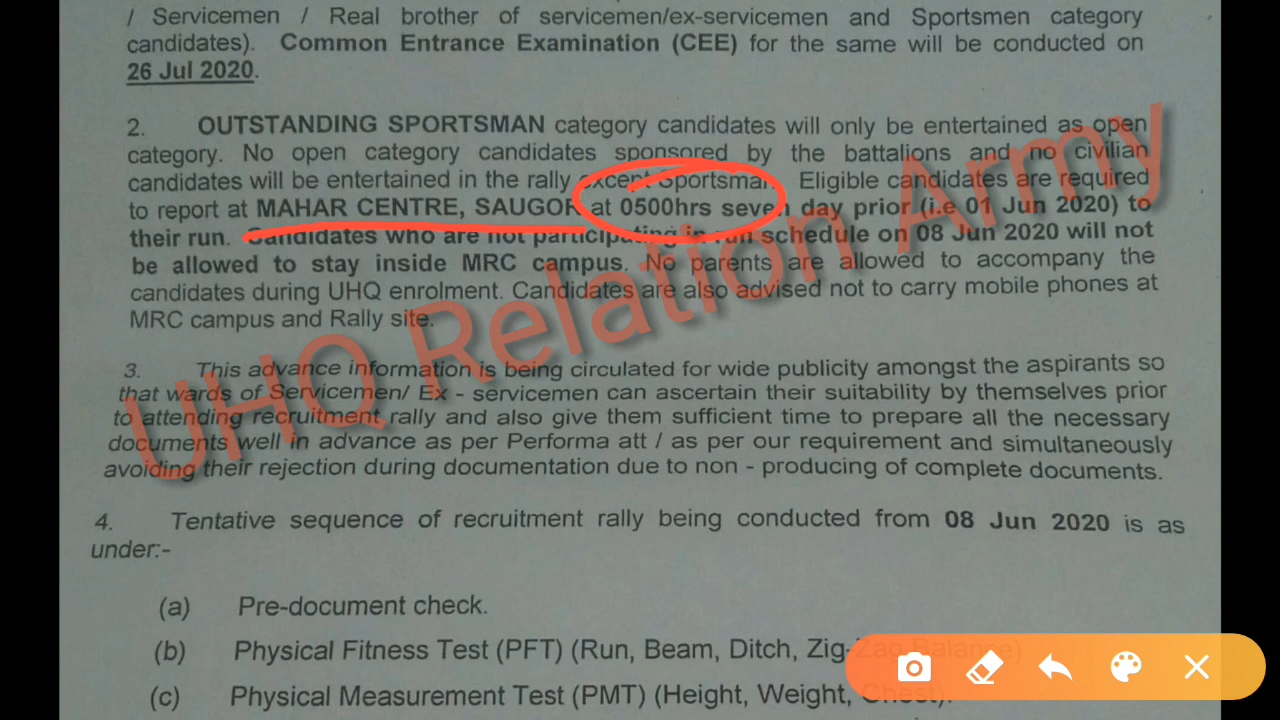 / Servicemen / Real brother of servicemen/ex-servicemen and Sportsmen category
candidates). Common Entrance Examination (CEE) for the same will be conducted on
26 Jul 2020.
2. OUTSTANDING SPORTSMAN category candidates will only be entertained as open
category. No open category candidates sponsored by the battalions and no civilian
candidates will be entertained in the rally except Sportsman. Eligible candidates are required
to report at MAHAR CENTRE, SAUGOR at 0500hrs seven day prior (i.e 01 Jun 2020) to
their run. Candidates who are not participating in run schedule on 08 Jun 2020 will not
be allowed to stay inside MRC campus. No parents are allowed to accompany the
candidates during UHQ enrolment. Candidates are also advised not to carry mobile phones at
MRC campus and Rally site.
UHQ Relation Army
3. This advance information is being circulated for wide publicity amongst the aspirants so
that wards of Servicemen/ Ex - servicemen can ascertain their suitability by themselves prior
to attending recruitment rally and also give them sufficient time to prepare all the necessary
documents well in advance as per Performa att / as per our requirement and simultaneously
avoiding their rejection during documentation due to non - producing of complete documents.
4. Tentative sequence of recruitment rally being conducted from 08 Jun 2020 is as
under:-
(a) Pre-document check.
(b) Physical Fitness Test (PFT) (Run, Beam, Ditch, Zig-Zag Balance)
(c) Physical Measurement Test (PMT) (Height, Weight, Chest).